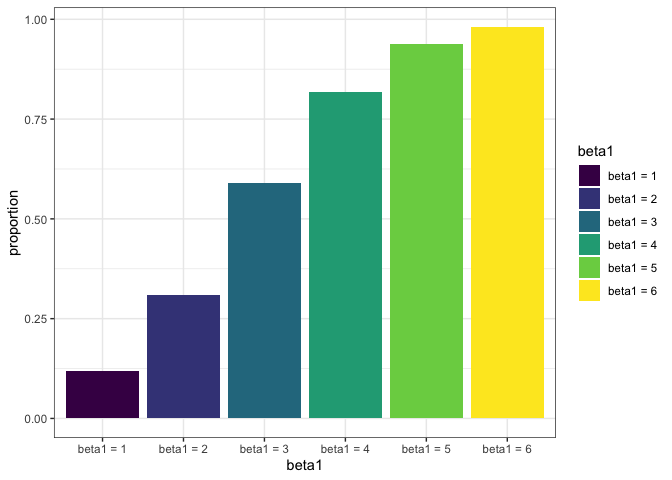 1.00
0.75
0.50
0.25
0.00
proportion
beta1 = 1
beta1 = 2
beta1 = 3
beta1 = 4
beta1 = 5
beta1 = 6
beta1
beta1
beta1 = 1
beta1 = 2
beta1 = 3
beta1 = 4
beta1 = 5
beta1 = 6